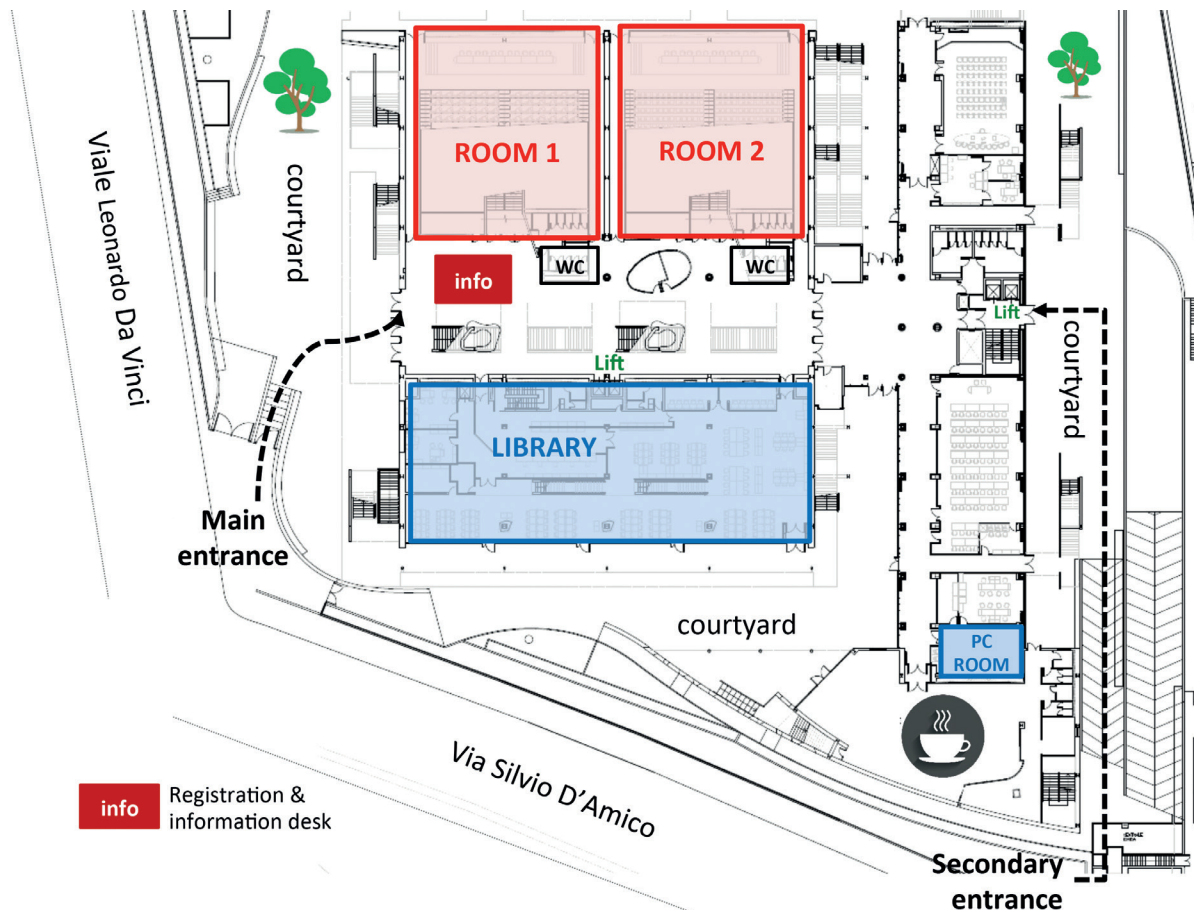 ROOM 1
ROOM 2
Viale Leonardo Da Vinci
courtyard
info
WC
WC
Lift
Lift
courtyard
LIBRARY
Main
entrance
courtyard
PC
ROOM
Via Silvio D’Amico
info
Registration &
information desk
Secondary
entrance